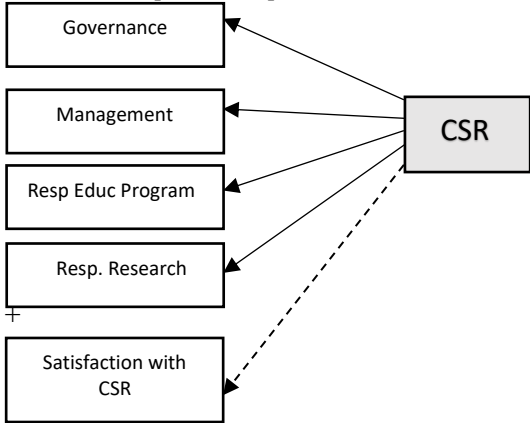 Governance
Management
CSR
Resp Educ Program
Resp. Research
+
Satisfaction with
CSR